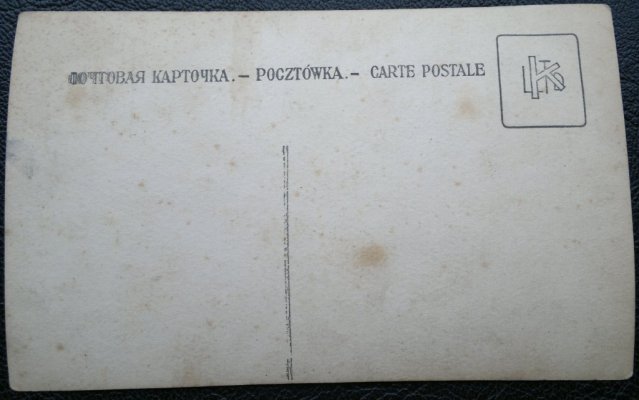 ПОЧТОВАЯ КАРТОЧКА. — POCZTÓWKA. — CARTE POSTALE